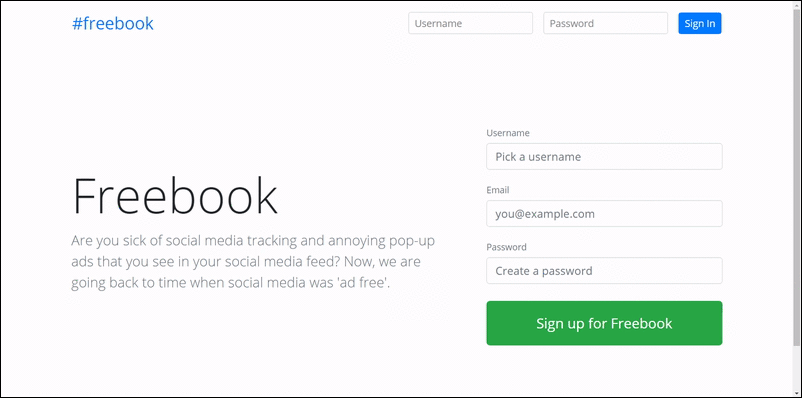 #freebook
Username
Password
Sign In
Freebook
Are you sick of social media tracking and annoying pop-up
ads that you see in your social media feed? Now, we are
going back to time when social media was 'ad free'.
Username
Pick a username
Email
you@example.com
Password
Create a password
Sign up for Freebook